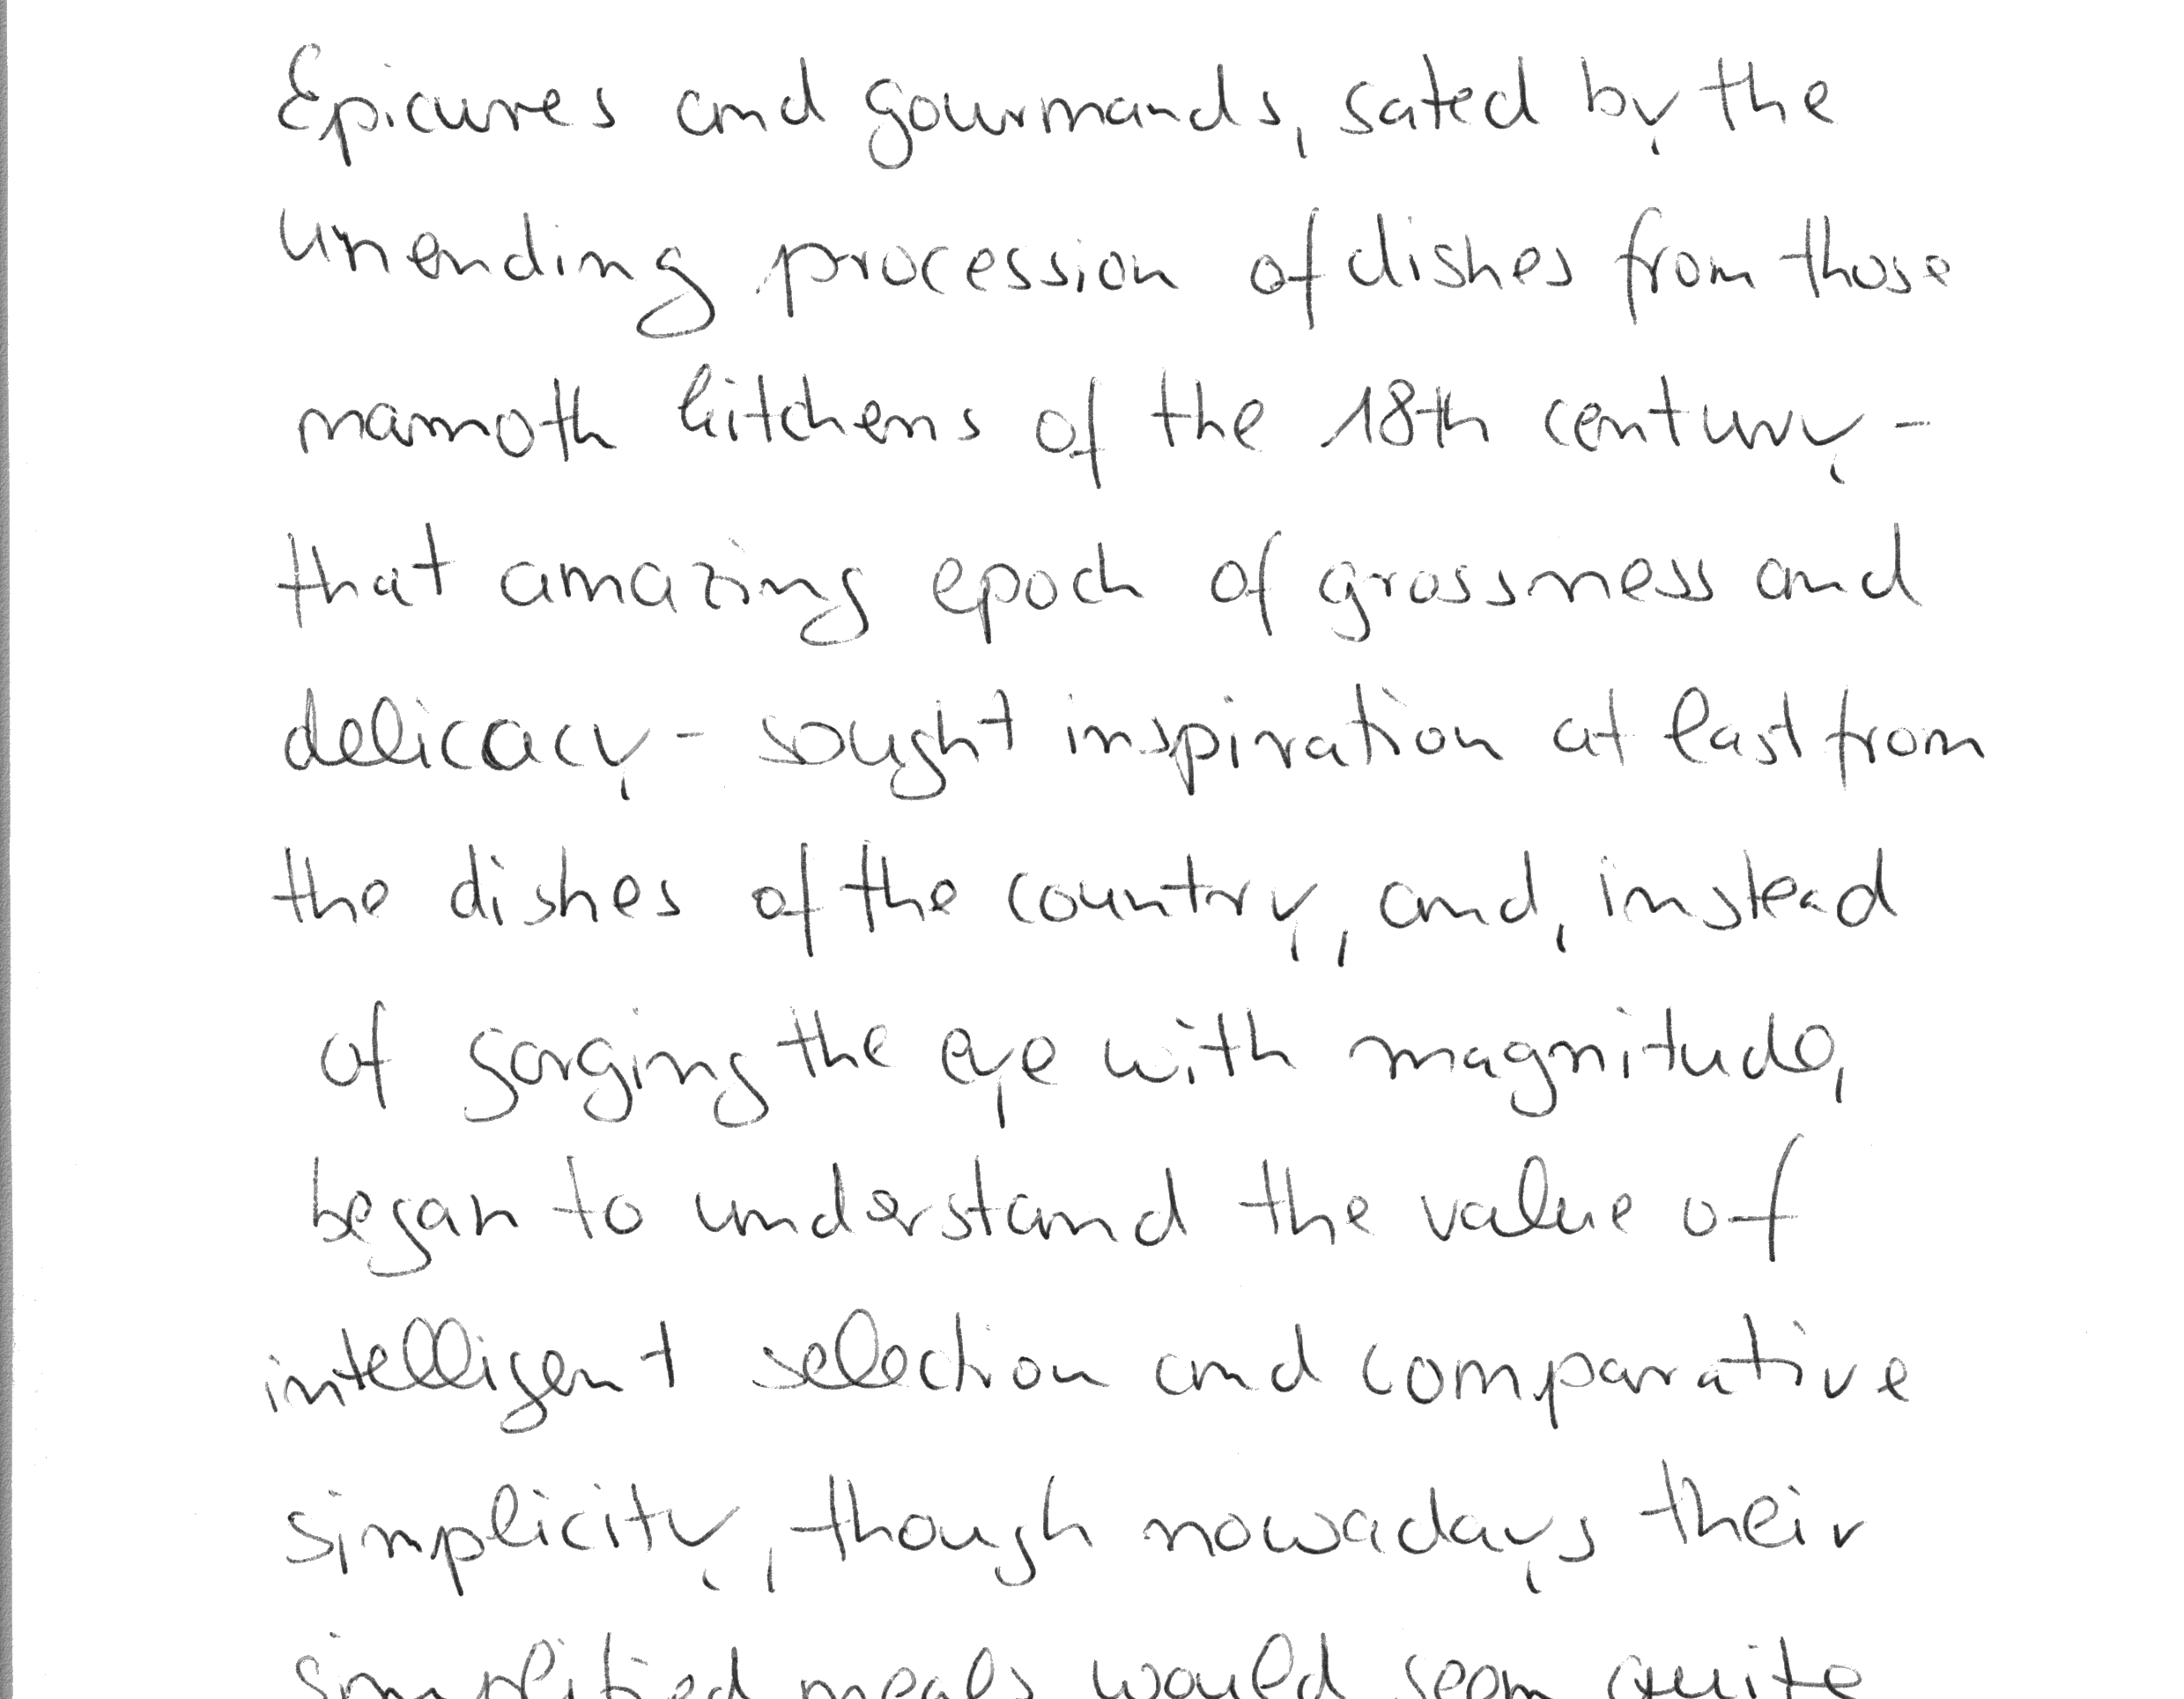 Epicures and gourmands, sated by the
unending procession of dishes from those
mammoth kitchens of the 18th century -
that amazing epoch of grossness and
delicacy - sought inspiration at last from
the dishes of the country, and, instead
of gorging the eye with magnitude,
began to understand the value of
intelligent selection and comparative
simplicity, though nowadays their
simplified meals would seem quite